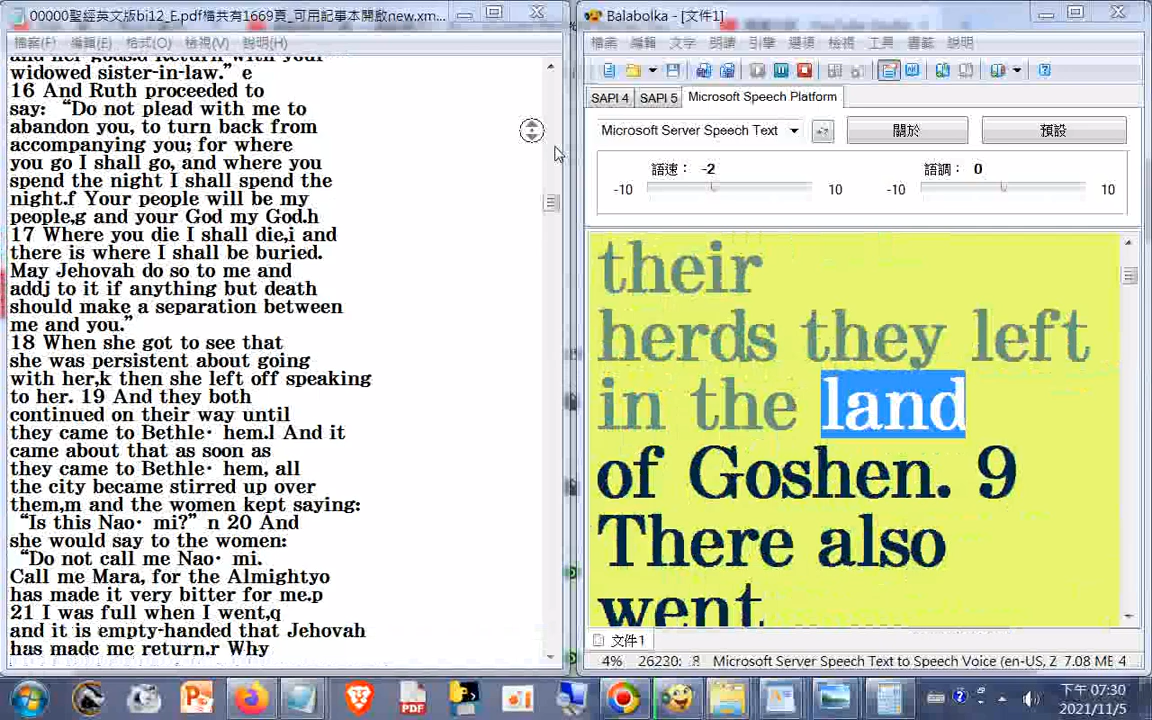 00000聖經英文版bi12_E.pdf檔共有1669頁_可用記事本開啟new.xm...
檔案(F) 編輯(E) 格式(O) 檢視(V) 說明(H)
and her gods.d Return with your
widowed sister-in-law.” e
16 And Ruth proceeded to
say: “Do not plead with me to
abandon you, to turn back from
accompanying you; for where
you go I shall go, and where you
spend the night I shall spend the
night.f Your people will be my
people,g and your God my God.h
17 Where you die I shall die,i and
there is where I shall be buried.
May Jehovah do so to me and
addj to it if anything but death
should make a separation between
me and you.”
18 When she got to see that
she was persistent about going
with her,k then she left off speaking
to her. 19 And they both
continued on their way until
they came to Bethle· hem.l And it
came about that as soon as
they came to Bethle· hem, all
the city became stirred up over
them,m and the women kept saying:
“Is this Nao· mi?” n 20 And
she would say to the women:
“Do not call me Nao· mi.
Call me Mara, for the Almightyo
has made it very bitter for me.p
21 I was full when I went,q
and it is empty-handed that Jehovah
has made me return.r Why
Balabolka - [文件1]
檔案 編輯 文字 朗讀 引擎 選項 檢視 工具 書籤 說明
SAPI 4 SAPI 5 Microsoft Speech Platform
Microsoft Server Speech Text 關於 預設
語速： -2 語調： 0
-10 10 -10 10
their
herds they left
in the land
of Goshen. 9
There also
went
文件1
4% 26230: Microsoft Server Speech Text to Speech Voice (en-US, Z 7.08 MB 4
PDF
下午 07:30
2021/11/5